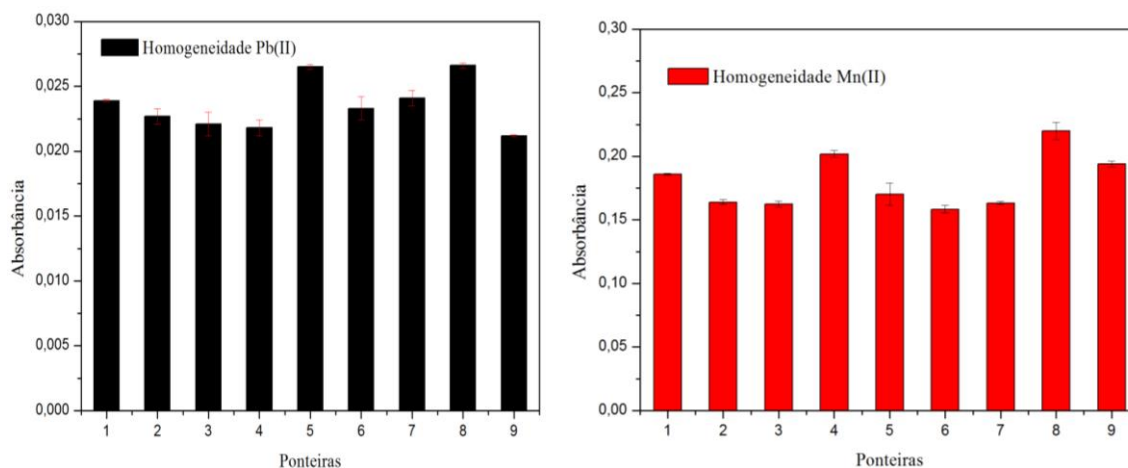 0,030
Homogeneidade Pb(II)
0,025
0,020
0,015
0,010
0,005
0,000
Absorbância
1 2 3 4 5 6 7 8 9
Ponteiras
0,30
Homogeneidade Mn(II)
0,25
0,20
0,15
0,10
0,05
0,00
Absorbância
1 2 3 4 5 6 7 8 9
Ponteiras